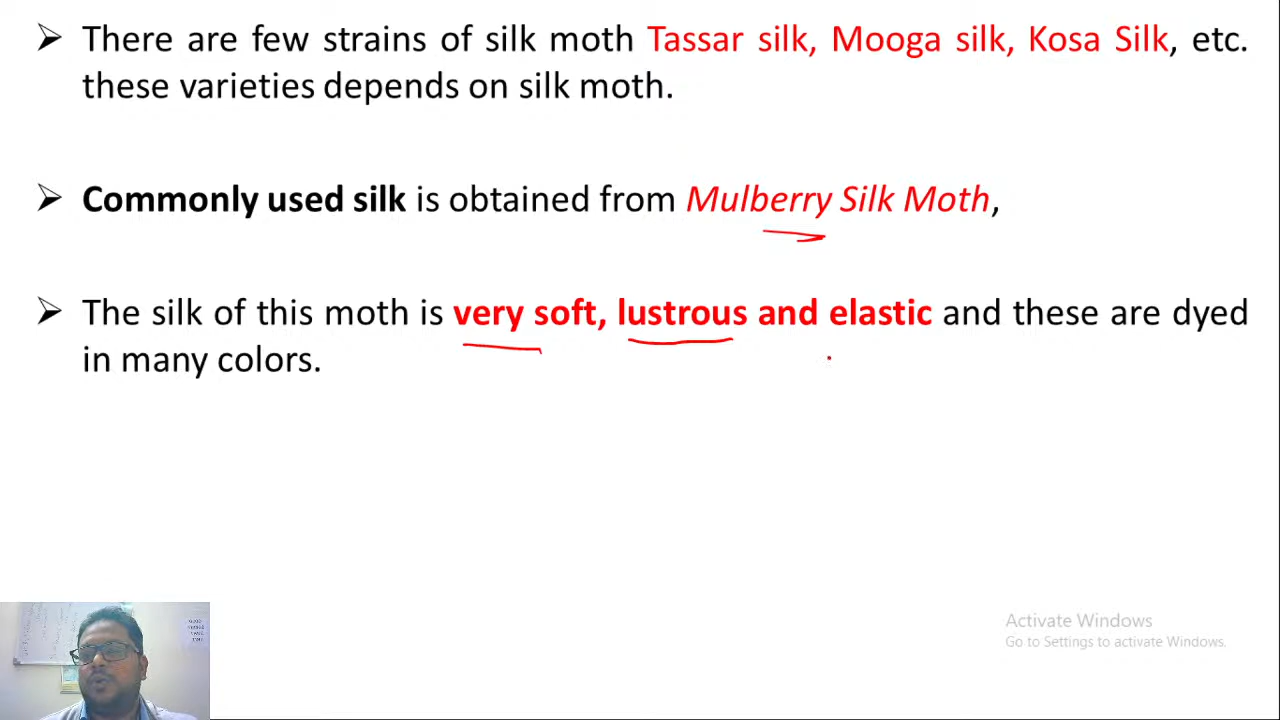 ➢ There are few strains of silk moth Tassar silk, Mooga silk, Kosa Silk, etc.
these varieties depends on silk moth.
➢ Commonly used silk is obtained from Mulberry Silk Moth,
➢ The silk of this moth is very soft, lustrous and elastic and these are dyed
in many colors.
Activate Windows
Go to Settings to activate Windows.